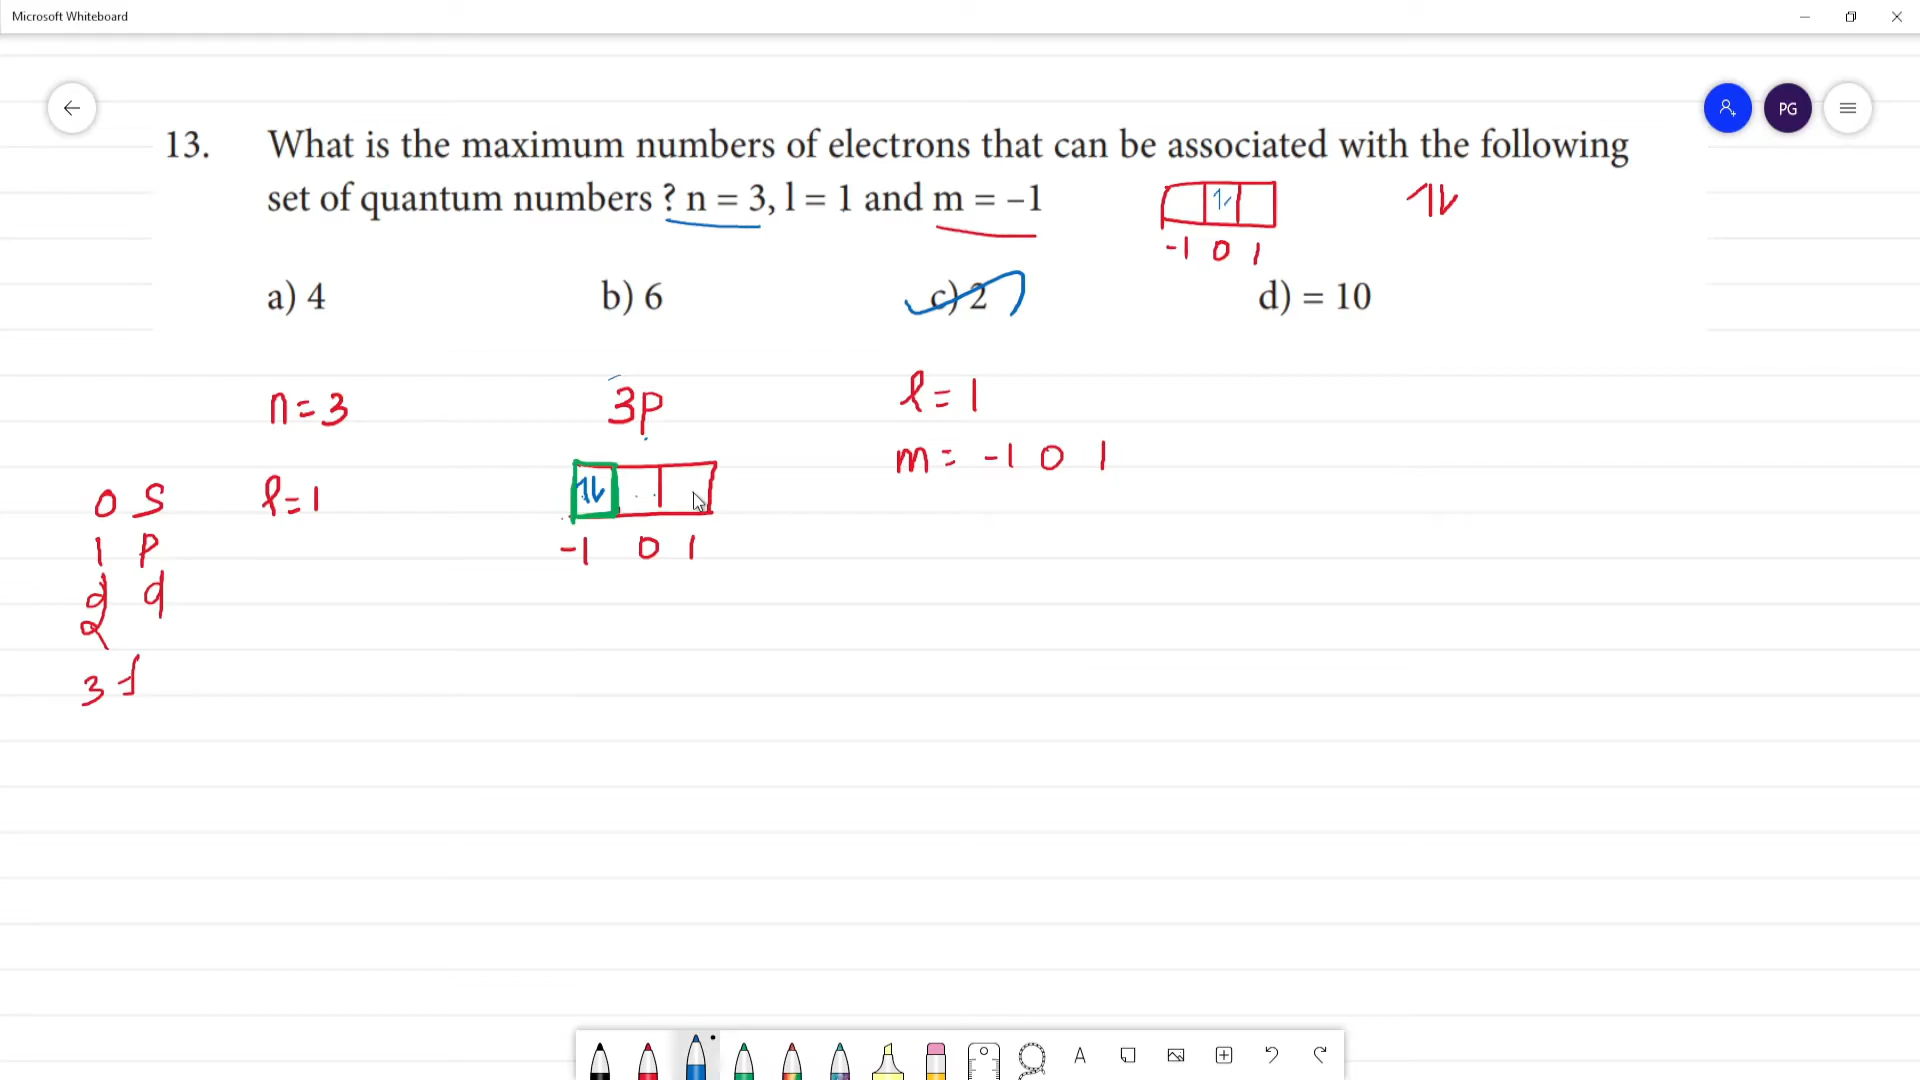 Microsoft Whiteboard
PG
13. What is the maximum numbers of electrons that can be associated with the following
set of quantum numbers ? n = 3, l = 1 and m = –1
-1 0 1
a) 4 b) 6 c) 2 d) = 10
n=3 3p l = 1
m = -1 0 1
0 S l=1
-1 0 1
1 p
2 d
3 f
A